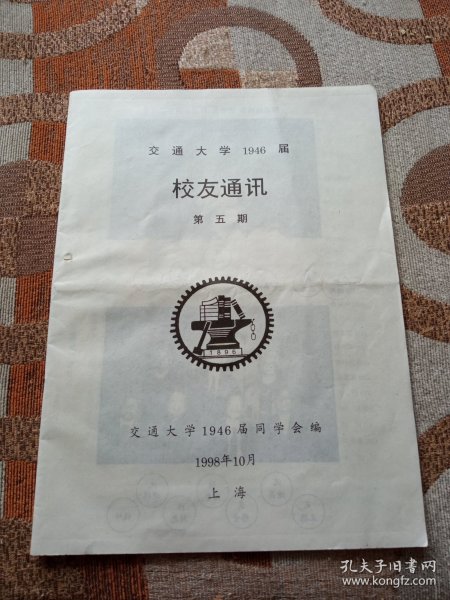 交通大学1946届
校友通讯
第五期
1896
交通大学1946届同学会编
1998年10月
上海
孔夫子旧书网
www.kongfz.com